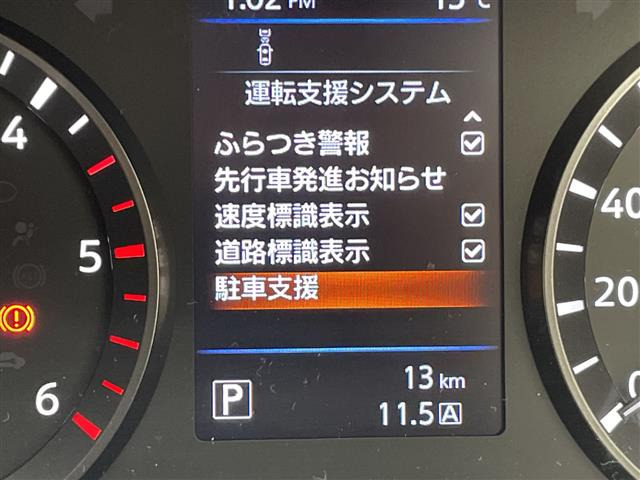 1:02 PM 15℃
運転支援システム
ふらつき警報
先行車発進お知らせ
速度標識表示
道路標識表示
駐車支援
P 13 km
11.5 A
4
5
6
40
20
0